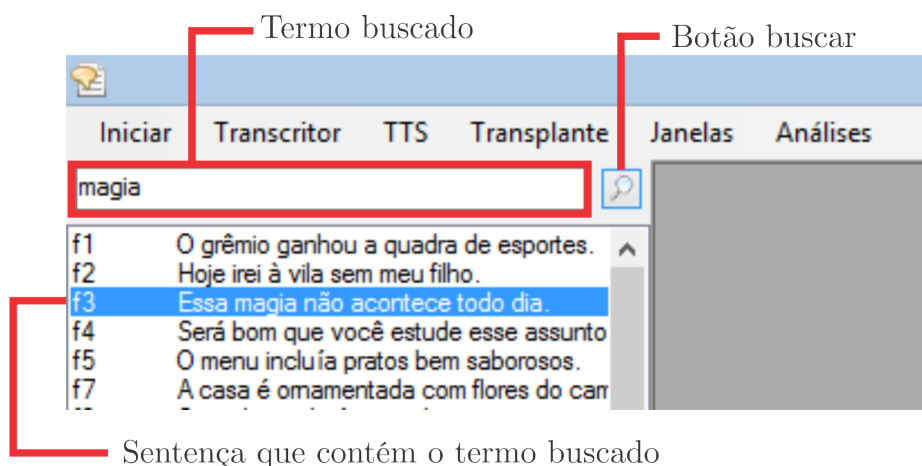 Termo buscado
Botão buscar
Iniciar Transcritor TTS Transplante Janelas Análises
magia
f1 O grêmio ganhou a quadra de esportes.
f2 Hoje irei à vila sem meu filho.
f3 Essa magia não acontece todo dia.
f4 Será bom que você estude esse assunto
f5 O menu incluía pratos bem saborosos.
f7 A casa é ornamentada com flores do cam
Sentença que contém o termo buscado